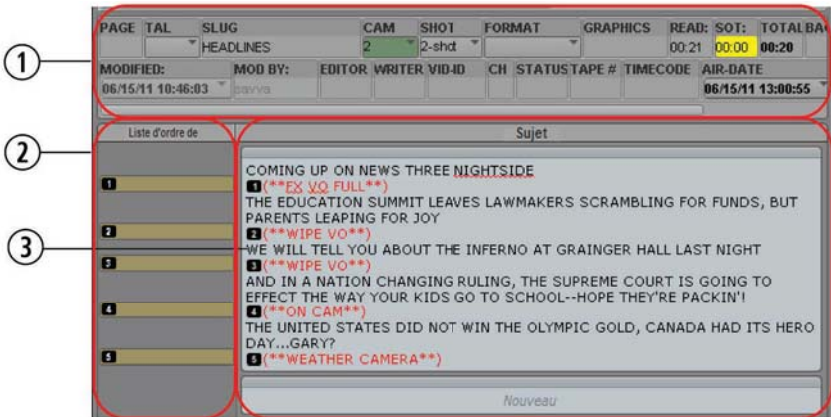 PAGE TAL SLUG CAM SHOT FORMAT GRAPHICS READ: SOT: TOTAL BAC
HEADLINES 2 2-shot 00:21 00:00 00:20
1
MODIFIED: MOD BY: EDITOR WRITER VID-ID CH STATUS TAPE # TIMECODE AIR-DATE
06/15/11 10:46:03 savva 06/15/11 13:00:55
Liste d'ordre de Sujet
2
COMING UP ON NEWS THREE NIGHTSIDE
1 1 (**FX VO FULL**)
THE EDUCATION SUMMIT LEAVES LAWMAKERS SCRAMBLING FOR FUNDS, BUT
PARENTS LEAPING FOR JOY
2 2 (**WIPE VO**)
3 WE WILL TELL YOU ABOUT THE INFERNO AT GRAINGER HALL LAST NIGHT
3 3 (**WIPE VO**)
AND IN A NATION CHANGING RULING, THE SUPREME COURT IS GOING TO
EFFECT THE WAY YOUR KIDS GO TO SCHOOL--HOPE THEY'RE PACKIN'!
4 4 (**ON CAM**)
THE UNITED STATES DID NOT WIN THE OLYMPIC GOLD, CANADA HAD ITS HERO
DAY...GARY?
5 5 (**WEATHER CAMERA**)
Nouveau